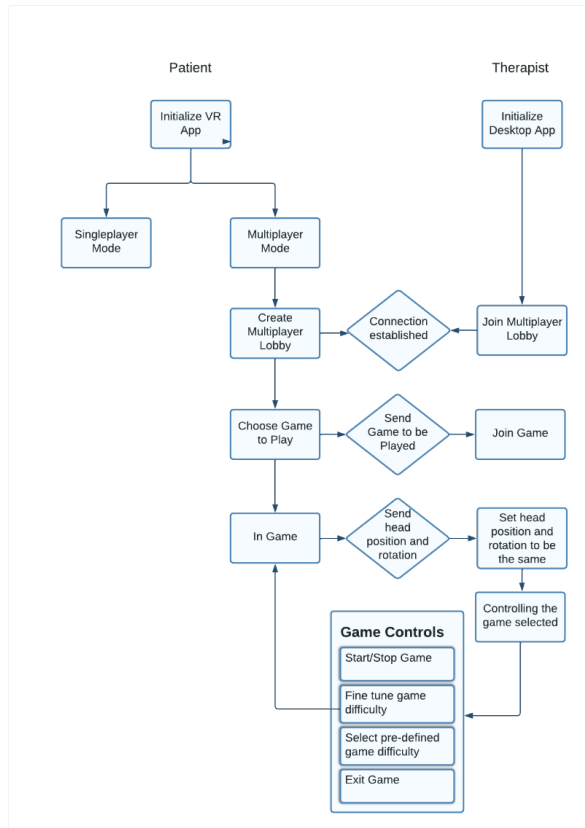 Patient
Therapist
Initialize VR
App
Initialize
Desktop App
Singleplayer
Mode
Multiplayer
Mode
Create
Multiplayer
Lobby
Connection
established
Join Multiplayer
Lobby
Choose Game
to Play
Send
Game to be
Played
Join Game
In Game
Send
head
position and
rotation
Set head
position and
rotation to be
the same
Controlling the
game selected
Game Controls
Start/Stop Game
Fine tune game
difficulty
Select pre-defined
game difficulty
Exit Game